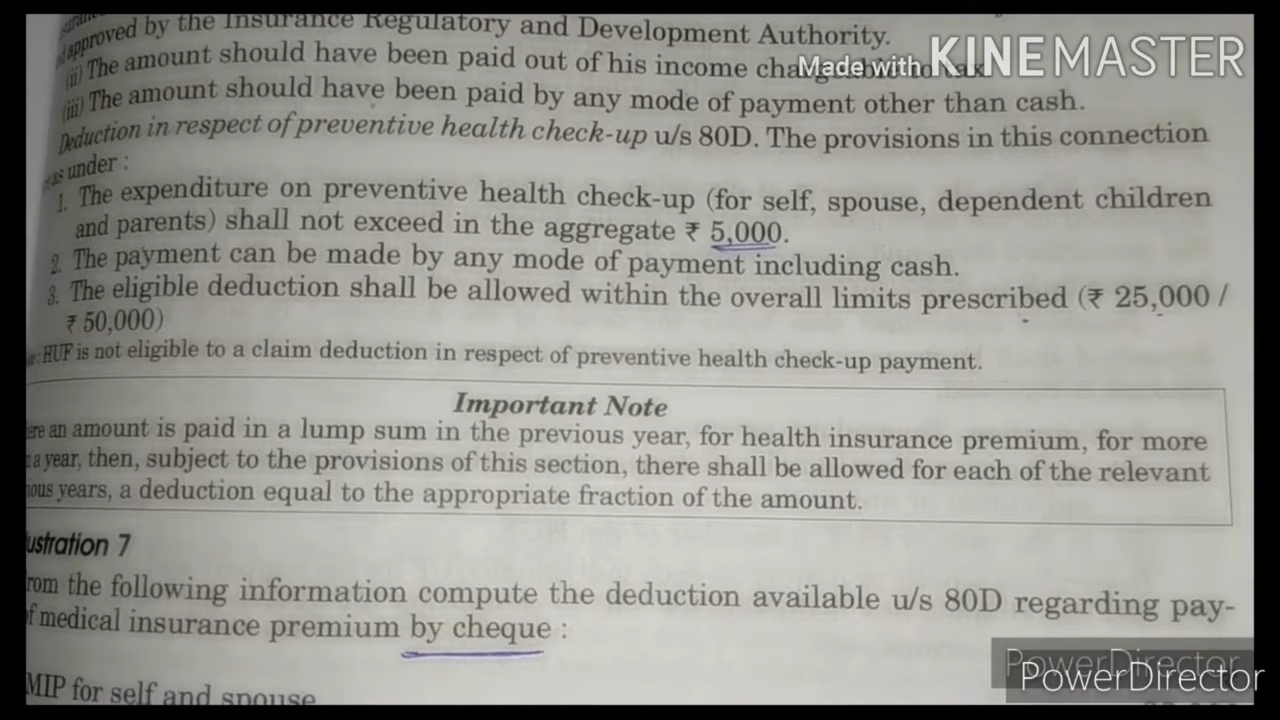 approved by the Insurance Regulatory and Development Authority.
(ii) The amount should have been paid out of his income
Made with KINEMASTER
(iii) The amount should have been paid by any mode of payment other than cash.
Deduction in respect of preventive health check-up u/s 80D. The provisions in this connection
as under :
1. The expenditure on preventive health check-up (for self, spouse, dependent children
and parents) shall not exceed in the aggregate ₹ 5,000.
2. The payment can be made by any mode of payment including cash.
3. The eligible deduction shall be allowed within the overall limits prescribed (₹ 25,000 /
₹ 50,000)
: HUF is not eligible to a claim deduction in respect of preventive health check-up payment.
Important Note
ere an amount is paid in a lump sum in the previous year, for health insurance premium, for more
a year, then, subject to the provisions of this section, there shall be allowed for each of the relevant
ious years, a deduction equal to the appropriate fraction of the amount.
ustration 7
rom the following information compute the deduction available u/s 80D regarding pay-
f medical insurance premium by cheque :
MIP for self and spouse
PowerDirector
PowerDirector